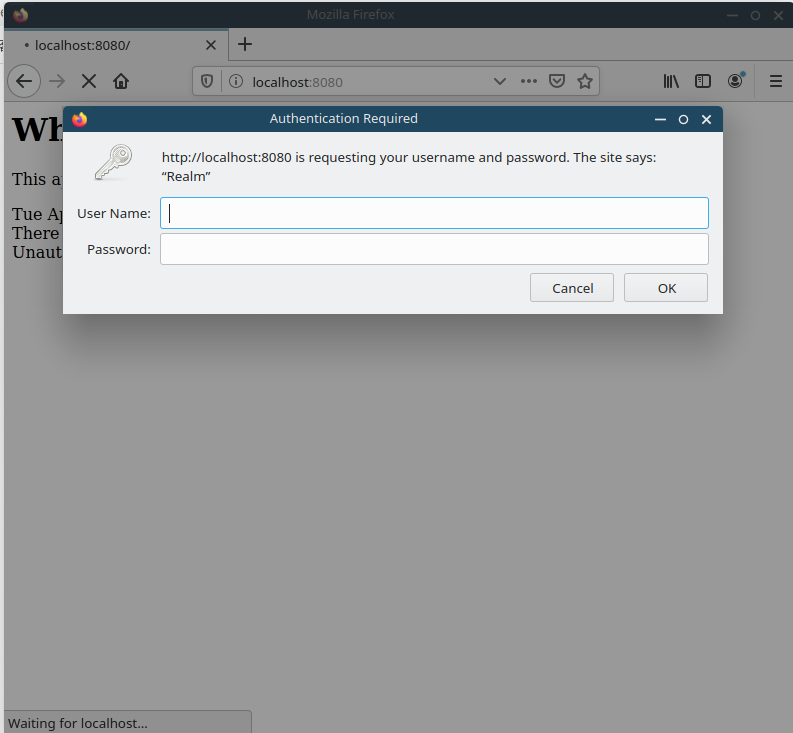 Mozilla Firefox
localhost:8080/
localhost:8080
Wh
Authentication Required
This a
http://localhost:8080 is requesting your username and password. The site says:
“Realm”
Tue Ap
User Name:
There
Unaut
Password:
Cancel
OK
Waiting for localhost...